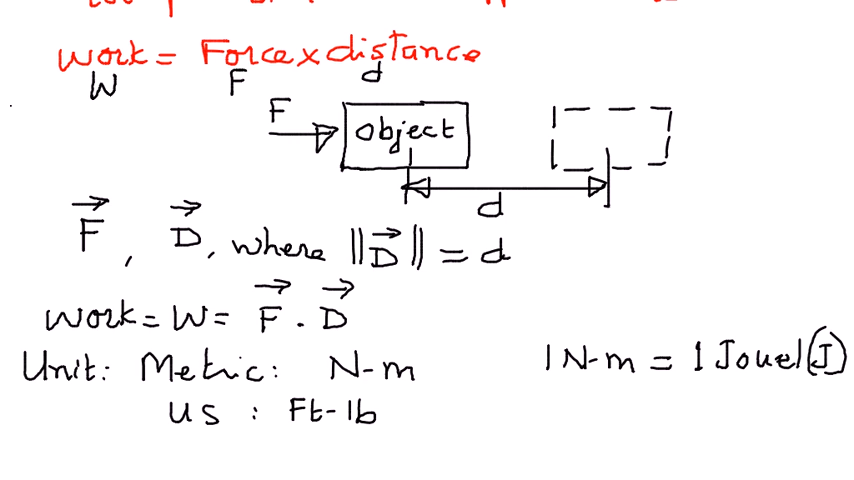 work = Force x distance
W F d
F
object
d
F, D, where ||D|| = d
work = W = F . D
Unit: Metric: N-m 1 N-m = 1 Jouel (J)
US : Ft-lb